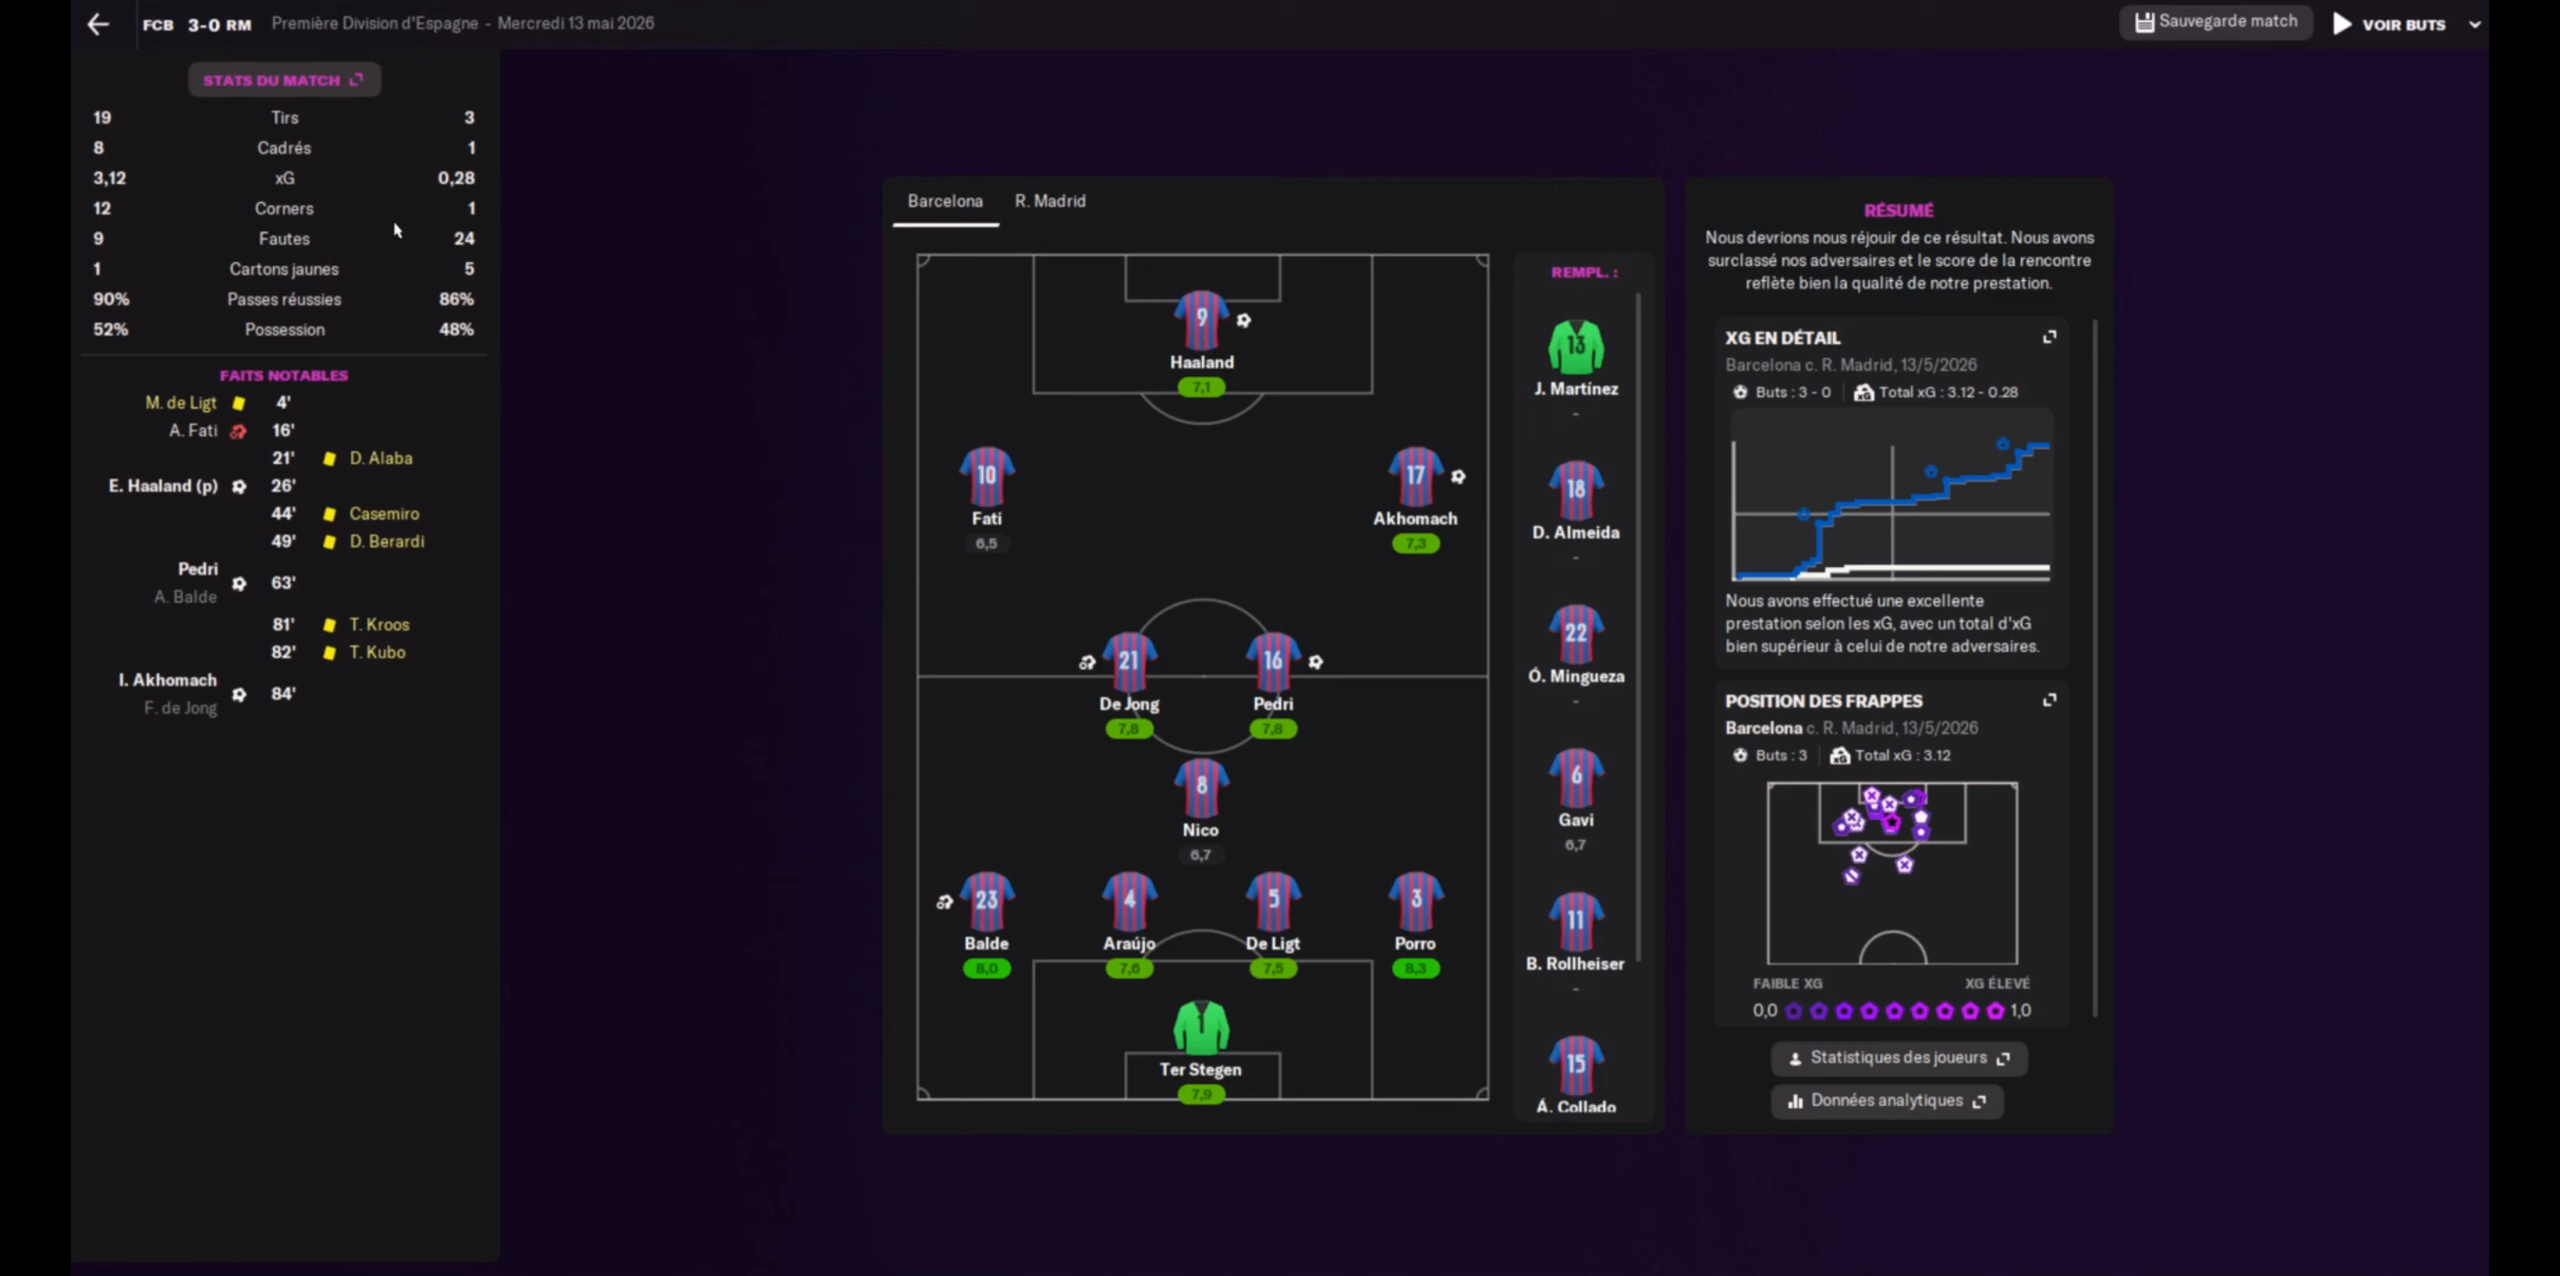 FCB 3-0 RM Première Division d'Espagne - Mercredi 13 mai 2026
Sauvegarde match
VOIR BUTS
STATS DU MATCH
19 Tirs 3
8 Cadrés 1
3,12 xG 0,28
12 Corners 1
9 Fautes 24
1 Cartons jaunes 5
90% Passes réussies 86%
52% Possession 48%
FAITS NOTABLES
M. de Ligt 4'
A. Fati 16'
21' D. Alaba
E. Haaland (p) 26'
44' Casemiro
49' D. Berardi
Pedri
63'
A. Balde
81' T. Kroos
82' T. Kubo
I. Akhomach
84'
F. de Jong
Barcelona R. Madrid
9
Haaland
7,1
10
Fati
6,5
17
Akhomach
7,3
21
De Jong
7,8
16
Pedri
7,8
8
Nico
6,7
23
Balde
8,0
4
Araújo
7,6
5
De Ligt
7,5
3
Porro
8,3
1
Ter Stegen
7,9
REMPL. :
13
J. Martínez
-
18
D. Almeida
-
22
Ó. Mingueza
-
6
Gavi
6,7
11
B. Rollheiser
-
15
Á. Collado
RÉSUMÉ
Nous devrions nous réjouir de ce résultat. Nous avons
surclassé nos adversaires et le score de la rencontre
reflète bien la qualité de notre prestation.
XG EN DÉTAIL
Barcelona c. R. Madrid, 13/5/2026
Buts : 3 - 0 Total xG : 3.12 - 0.28
Nous avons effectué une excellente
prestation selon les xG, avec un total d'xG
bien supérieur à celui de notre adversaires.
POSITION DES FRAPPES
Barcelona c. R. Madrid, 13/5/2026
Buts : 3 Total xG : 3.12
FAIBLE XG XG ÉLEVÉ
0,0 1,0
Statistiques des joueurs
Données analytiques